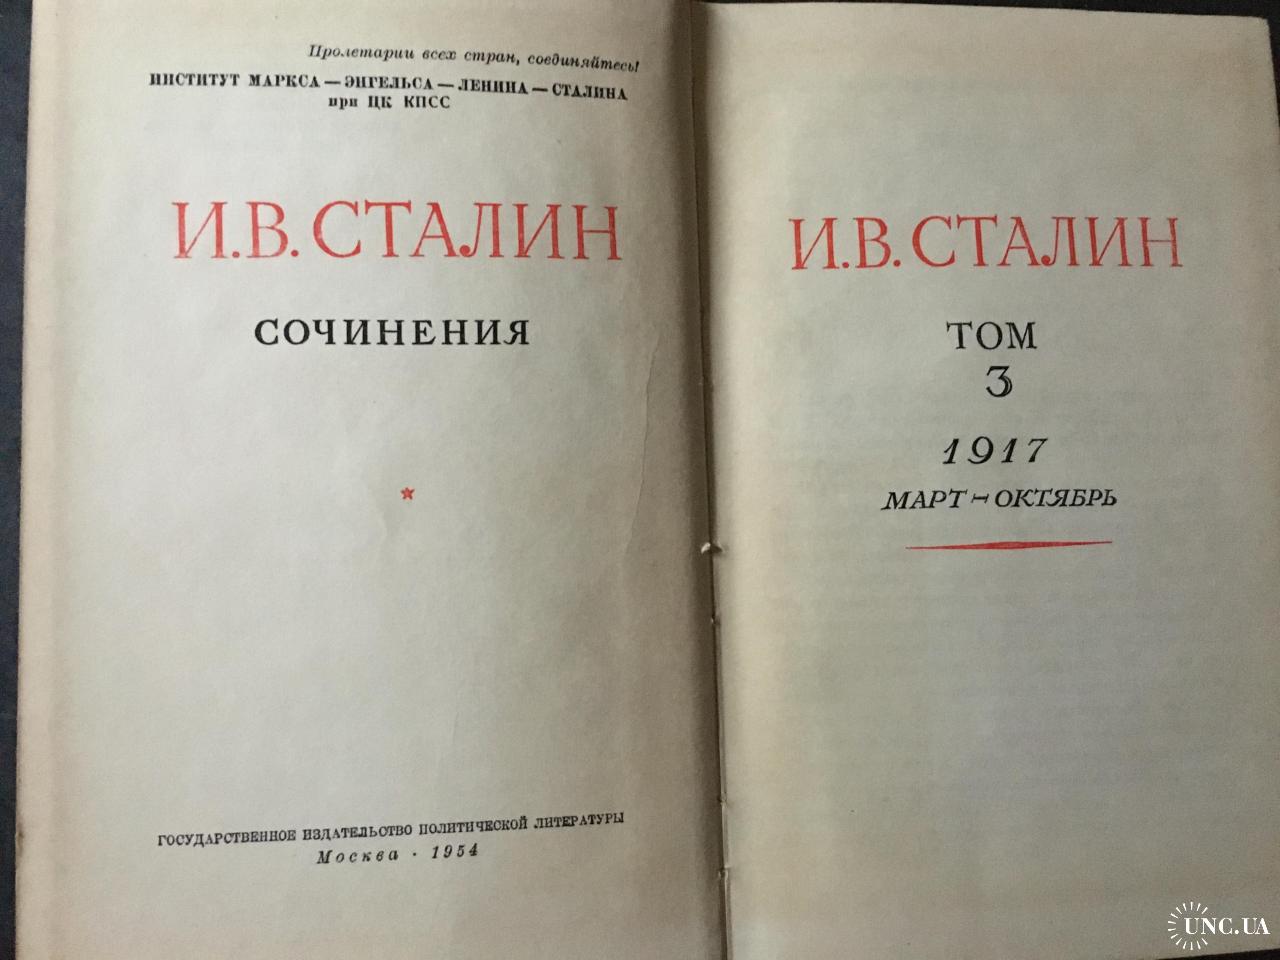 Пролетарии всех стран, соединяйтесь!
ИНСТИТУТ МАРКСА — ЭНГЕЛЬСА — ЛЕНИНА — СТАЛИНА
при ЦК КПСС
И.В. СТАЛИН
СОЧИНЕНИЯ
ГОСУДАРСТВЕННОЕ ИЗДАТЕЛЬСТВО ПОЛИТИЧЕСКОЙ ЛИТЕРАТУРЫ
Москва · 1954
И.В. СТАЛИН
ТОМ
3
1917
МАРТ – ОКТЯБРЬ
UNC.UA